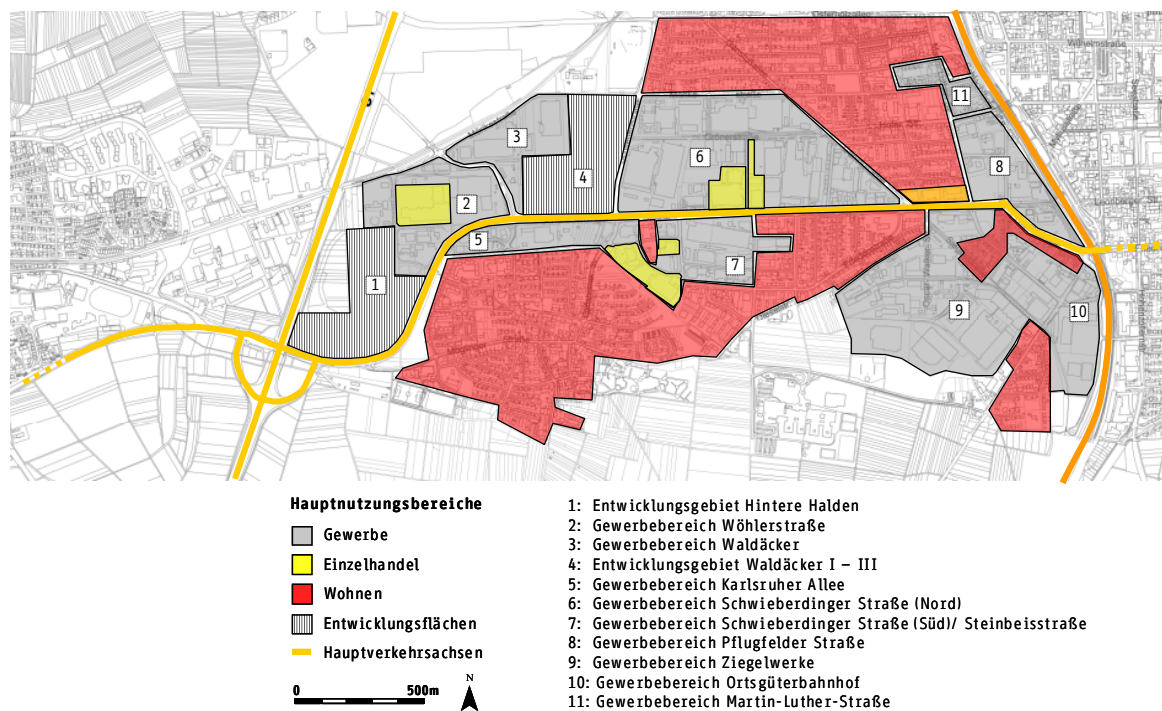 Osterholzallee
Wilhelmstraße
11
3
6
8
4
2
5
7
1
9
10
Straße
Hauptnutzungsbereiche
Gewerbe
Einzelhandel
Wohnen
Entwicklungsflächen
Hauptverkehrsachsen
0 500m
N
1: Entwicklungsgebiet Hintere Halden
2: Gewerbebereich Wöhlerstraße
3: Gewerbebereich Waldäcker
4: Entwicklungsgebiet Waldäcker I – III
5: Gewerbebereich Karlsruher Allee
6: Gewerbebereich Schwieberdinger Straße (Nord)
7: Gewerbebereich Schwieberdinger Straße (Süd)/ Steinbeisstraße
8: Gewerbebereich Pflugfelder Straße
9: Gewerbebereich Ziegelwerke
10: Gewerbebereich Ortsgüterbahnhof
11: Gewerbebereich Martin-Luther-Straße